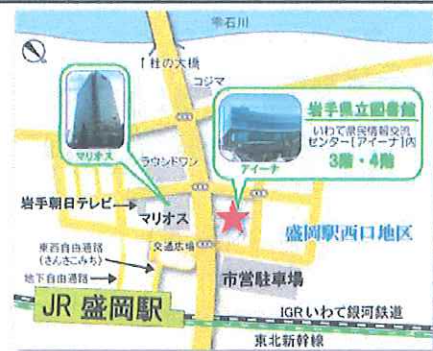 雫石川
杜の大橋
コジマ
マリオス
岩手県立図書館
いわて県民情報交流
センター[アイーナ]内
3階・4階
アイーナ
ラウンドワン
岩手朝日テレビ
マリオス
盛岡駅西口地区
東西自由通路
(さんさこみち)
交通広場
地下自由通路
市営駐車場
JR 盛岡駅
IGRいわて銀河鉄道
東北新幹線